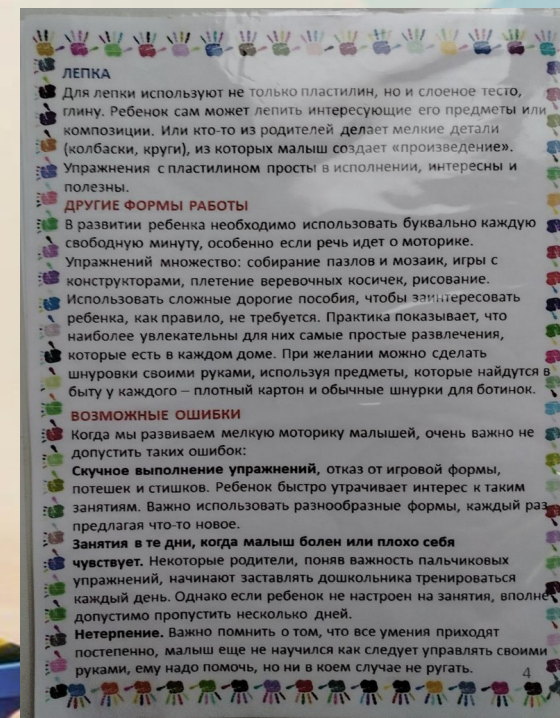 ЛЕПКА
Для лепки используют не только пластилин, но и слоеное тесто,
глину. Ребенок сам может лепить интересующие его предметы или
композиции. Или кто-то из родителей делает мелкие детали
(колбаски, круги), из которых малыш создает «произведение».
Упражнения с пластилином просты в исполнении, интересны и
полезны.
ДРУГИЕ ФОРМЫ РАБОТЫ
В развитии ребенка необходимо использовать буквально каждую
свободную минуту, особенно если речь идет о моторике.
Упражнений множество: собирание пазлов и мозаик, игры с
конструкторами, плетение веревочных косичек, рисование.
Использовать сложные дорогие пособия, чтобы заинтересовать
ребенка, как правило, не требуется. Практика показывает, что
наиболее увлекательны для них самые простые развлечения,
которые есть в каждом доме. При желании можно сделать
шнуровки своими руками, используя предметы, которые найдутся в
быту у каждого – плотный картон и обычные шнурки для ботинок.
ВОЗМОЖНЫЕ ОШИБКИ
Когда мы развиваем мелкую моторику малышей, очень важно не
допустить таких ошибок:
Скучное выполнение упражнений, отказ от игровой формы,
потешек и стишков. Ребенок быстро утрачивает интерес к таким
занятиям. Важно использовать разнообразные формы, каждый раз
предлагая что-то новое.
Занятия в те дни, когда малыш болен или плохо себя
чувствует. Некоторые родители, поняв важность пальчиковых
упражнений, начинают заставлять дошкольника тренироваться
каждый день. Однако если ребенок не настроен на занятия, вполне
допустимо пропустить несколько дней.
Нетерпение. Важно помнить о том, что все умения приходят
постепенно, малыш еще не научился как следует управлять своими
руками, ему надо помочь, но ни в коем случае не ругать.
4